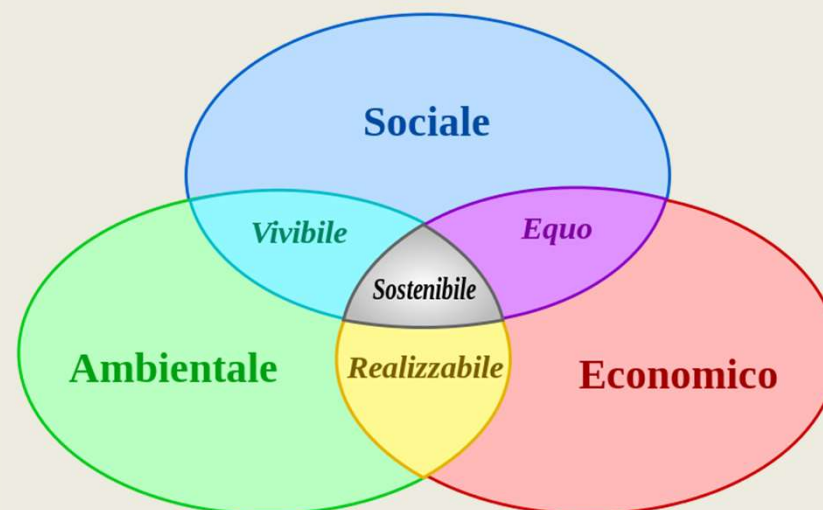 Sociale
Vivibile
Equo
Sostenibile
Ambientale
Realizzabile
Economico